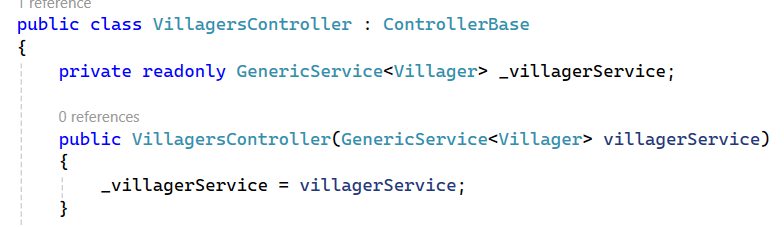 1 reference
public class VillagersController : ControllerBase
{
private readonly GenericService<Villager> _villagerService;
0 references
public VillagersController(GenericService<Villager> villagerService)
{
_villagerService = villagerService;
}